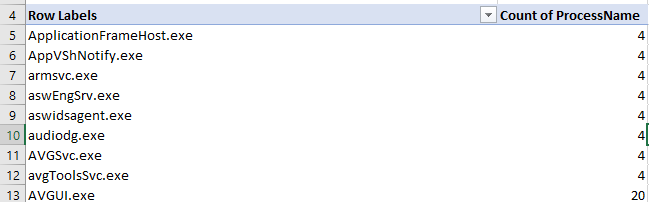 4 Row Labels Count of ProcessName
5 ApplicationFrameHost.exe 4
6 AppVShNotify.exe 4
7 armsvc.exe 4
8 aswEngSrv.exe 4
9 aswidsagent.exe 4
10 audiodg.exe 4
11 AVGSvc.exe 4
12 avgToolsSvc.exe 4
13 AVGUI.exe 20